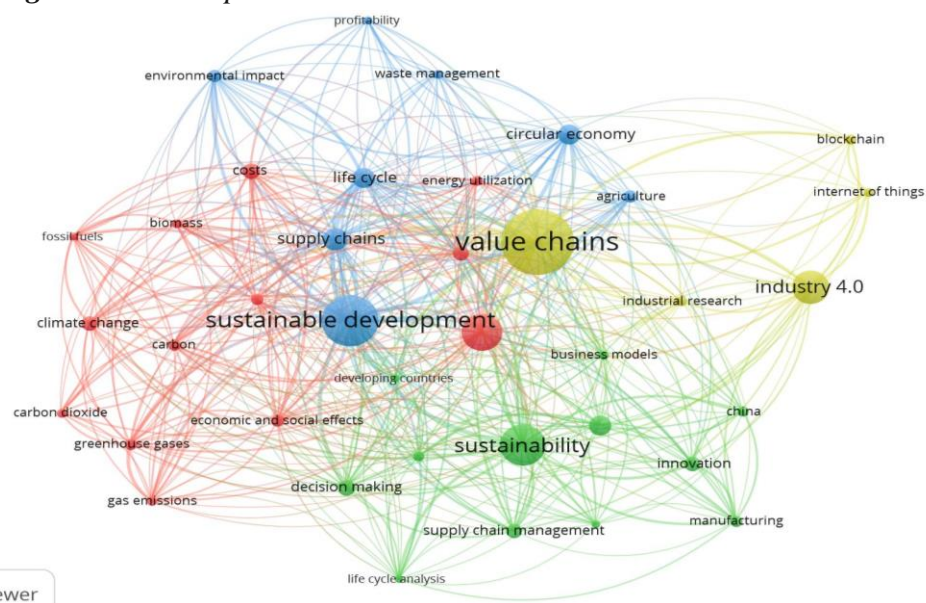 profitability
environmental impact
waste management
circular economy
blockchain
costs
life cycle
energy utilization
internet of things
agriculture
biomass
fossil fuels
supply chains
value chains
industry 4.0
industrial research
sustainable development
climate change
carbon
business models
developing countries
carbon dioxide
economic and social effects
china
greenhouse gases
sustainability
innovation
decision making
gas emissions
supply chain management
manufacturing
life cycle analysis